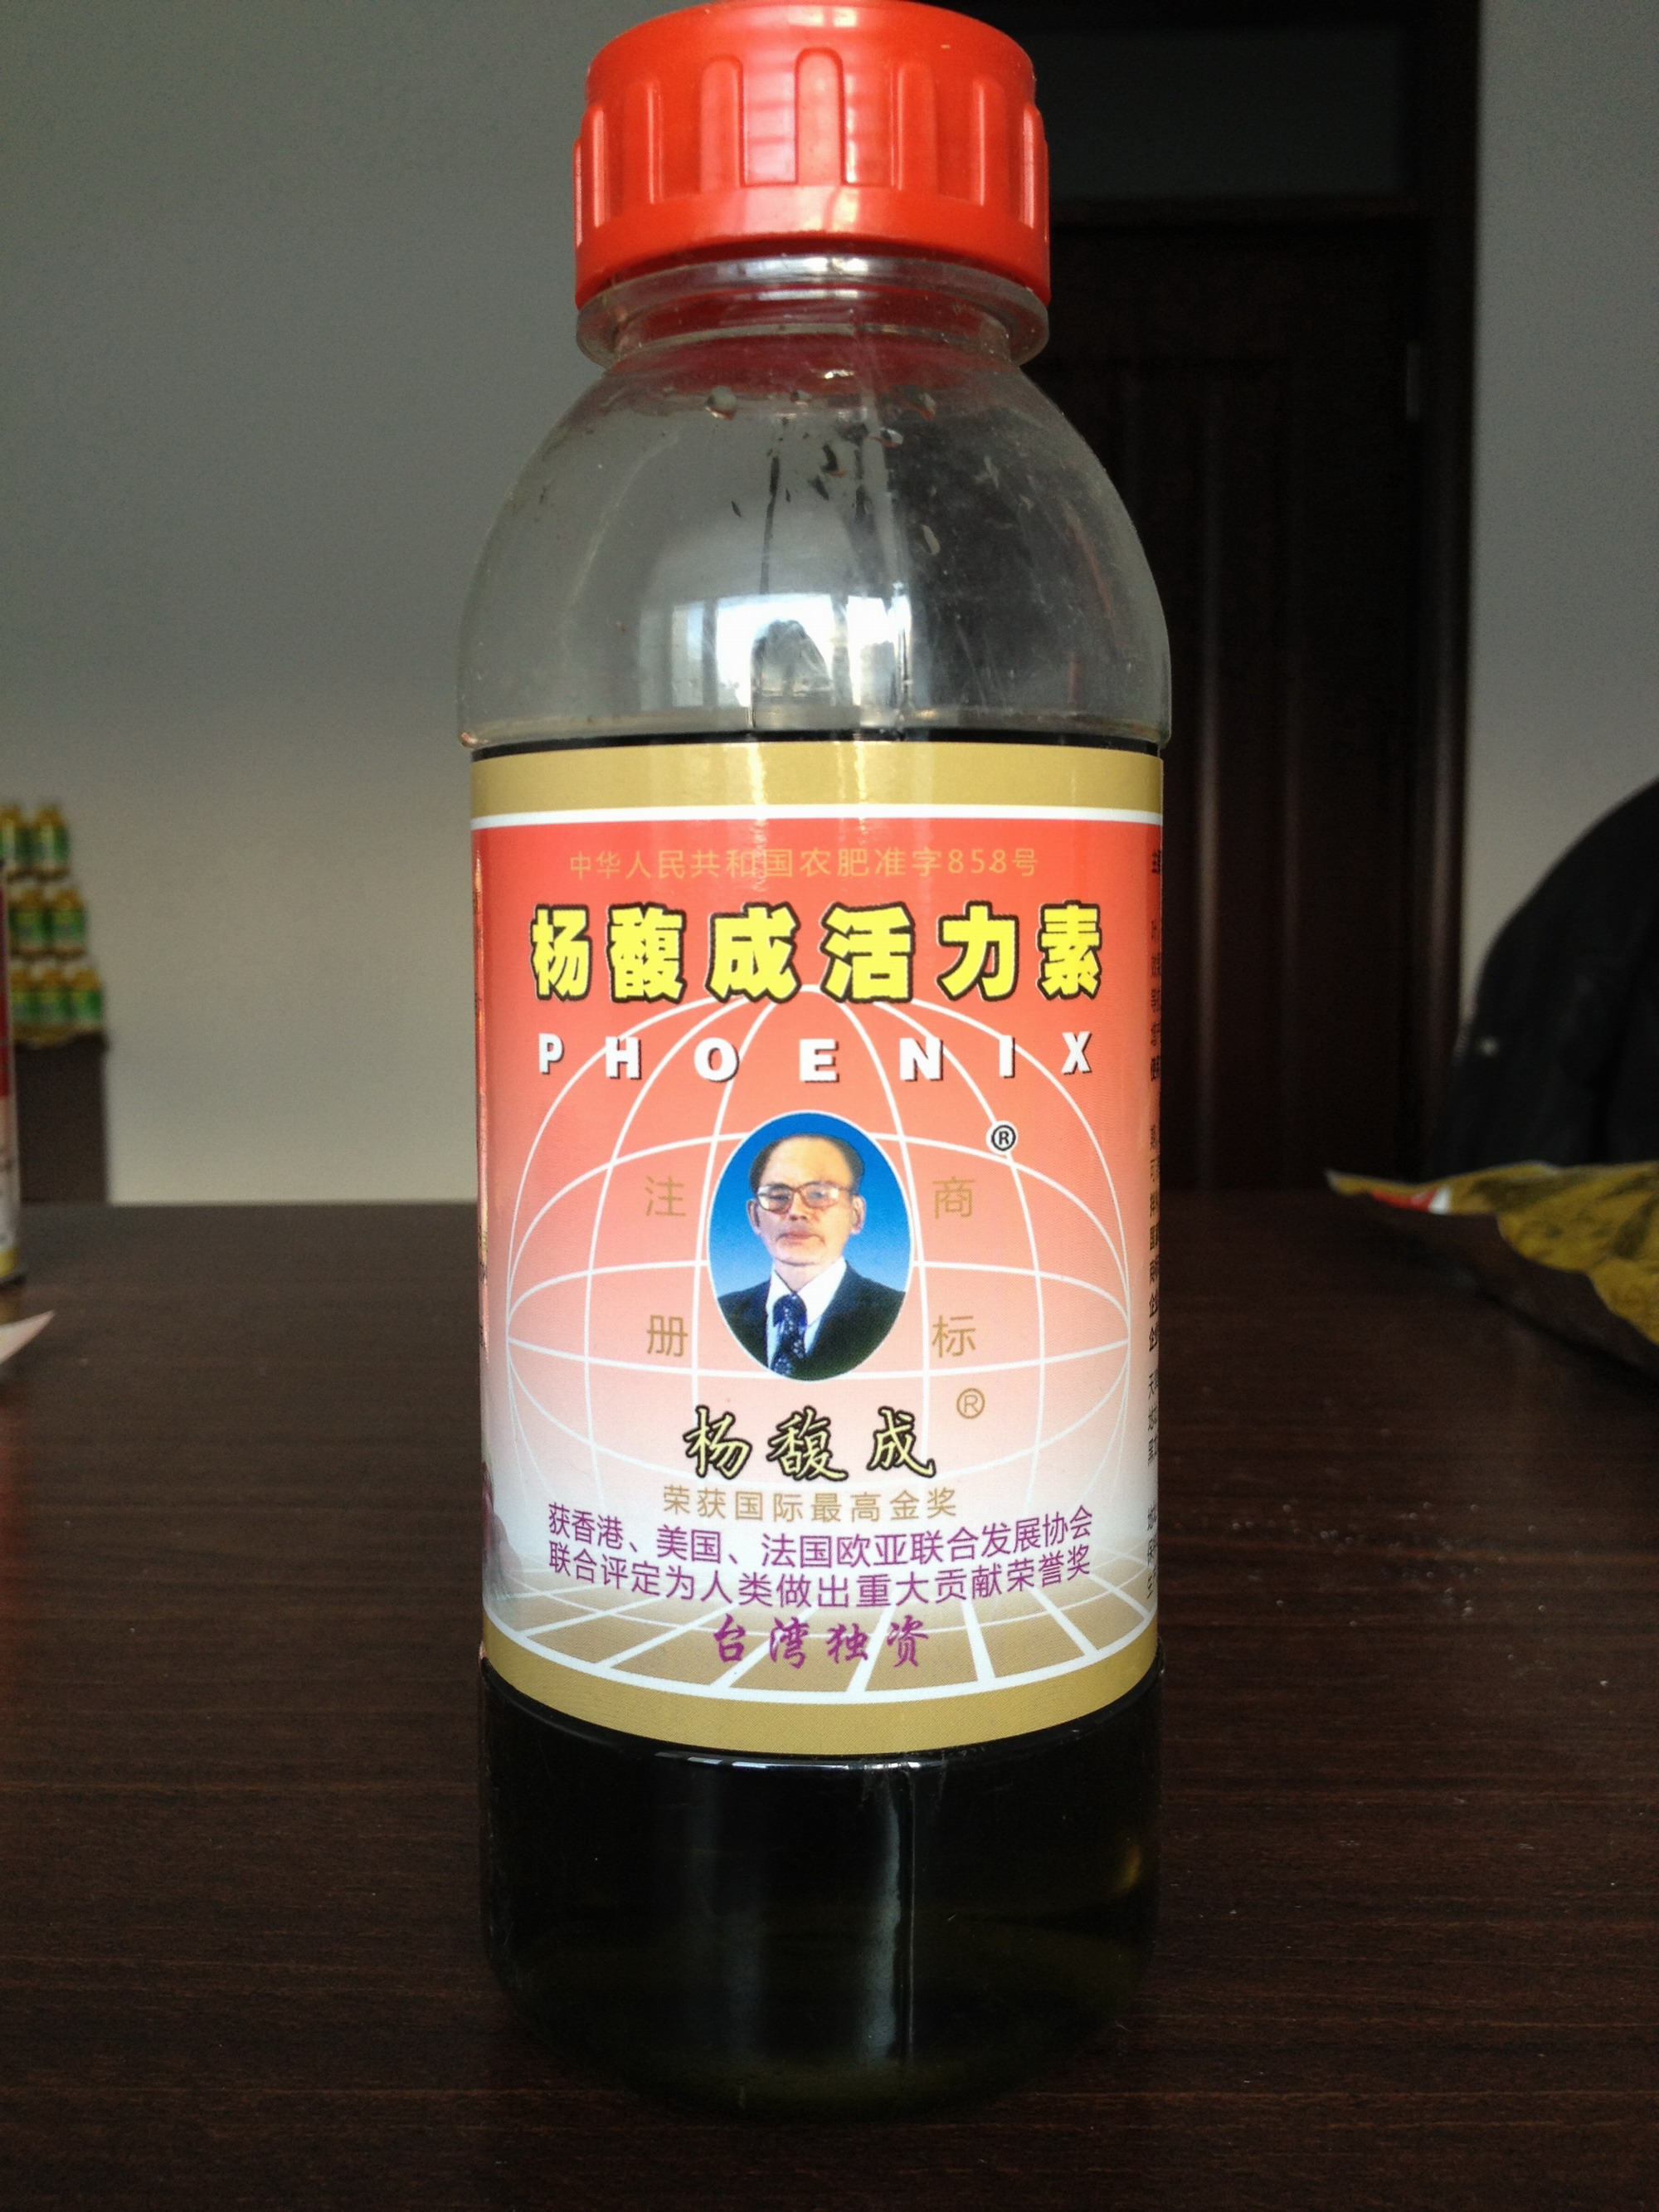 中华人民共和国农肥准字858号
杨馥成活力素
PHOENIX
®
注 商
册 标
®
杨馥成
荣获国际最高金奖
获香港、美国、法国欧亚联合发展协会
联合评定为人类做出重大贡献荣誉奖
台湾独资